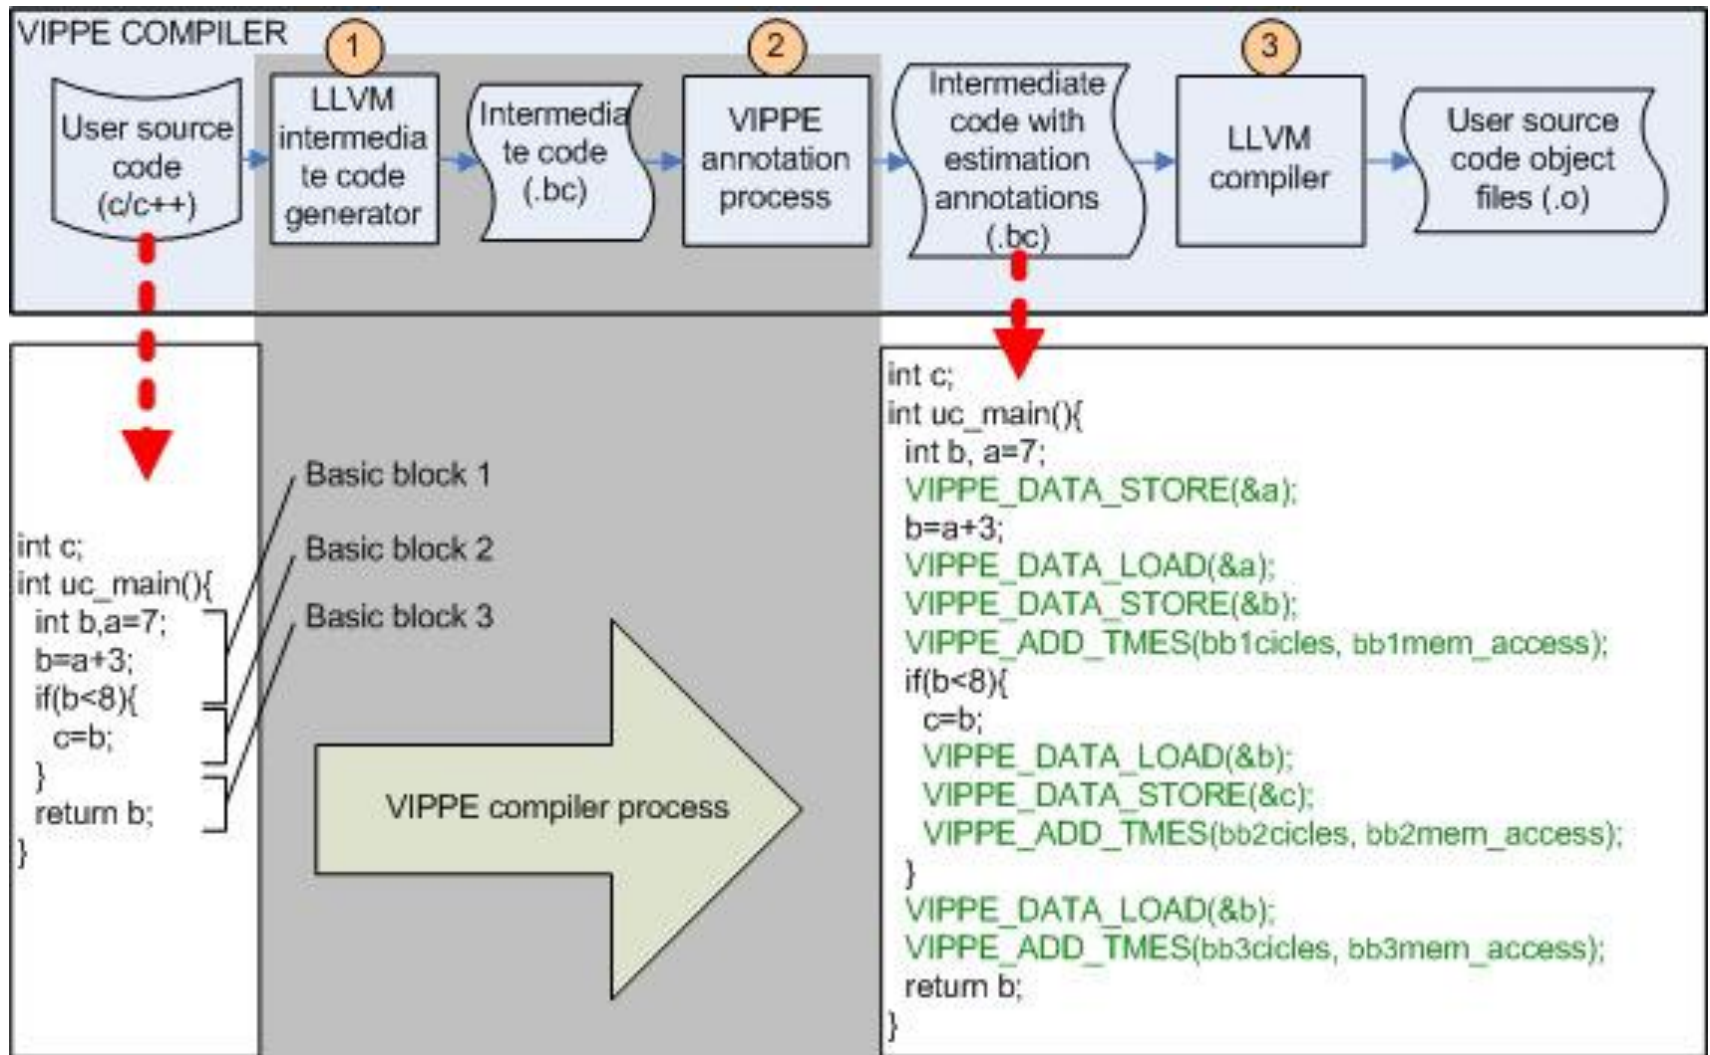 VIPPE COMPILER
1
2
3
User source
code
(c/c++)
LLVM
intermedia
te code
generator
Intermedia
te code
(.bc)
VIPPE
annotation
process
Intermediate
code with
estimation
annotations
(.bc)
LLVM
compiler
User source
code object
files (.o)
int c;
int uc_main(){
int b,a=7;
b=a+3;
if(b<8){
c=b;
}
return b;
}
Basic block 1
Basic block 2
Basic block 3
VIPPE compiler process
int c;
int uc_main(){
int b, a=7;
VIPPE_DATA_STORE(&a);
b=a+3;
VIPPE_DATA_LOAD(&a);
VIPPE_DATA_STORE(&b);
VIPPE_ADD_TMES(bb1cicles, bb1mem_access);
if(b<8){
c=b;
VIPPE_DATA_LOAD(&b);
VIPPE_DATA_STORE(&c);
VIPPE_ADD_TMES(bb2cicles, bb2mem_access);
}
VIPPE_DATA_LOAD(&b);
VIPPE_ADD_TMES(bb3cicles, bb3mem_access);
return b;
}